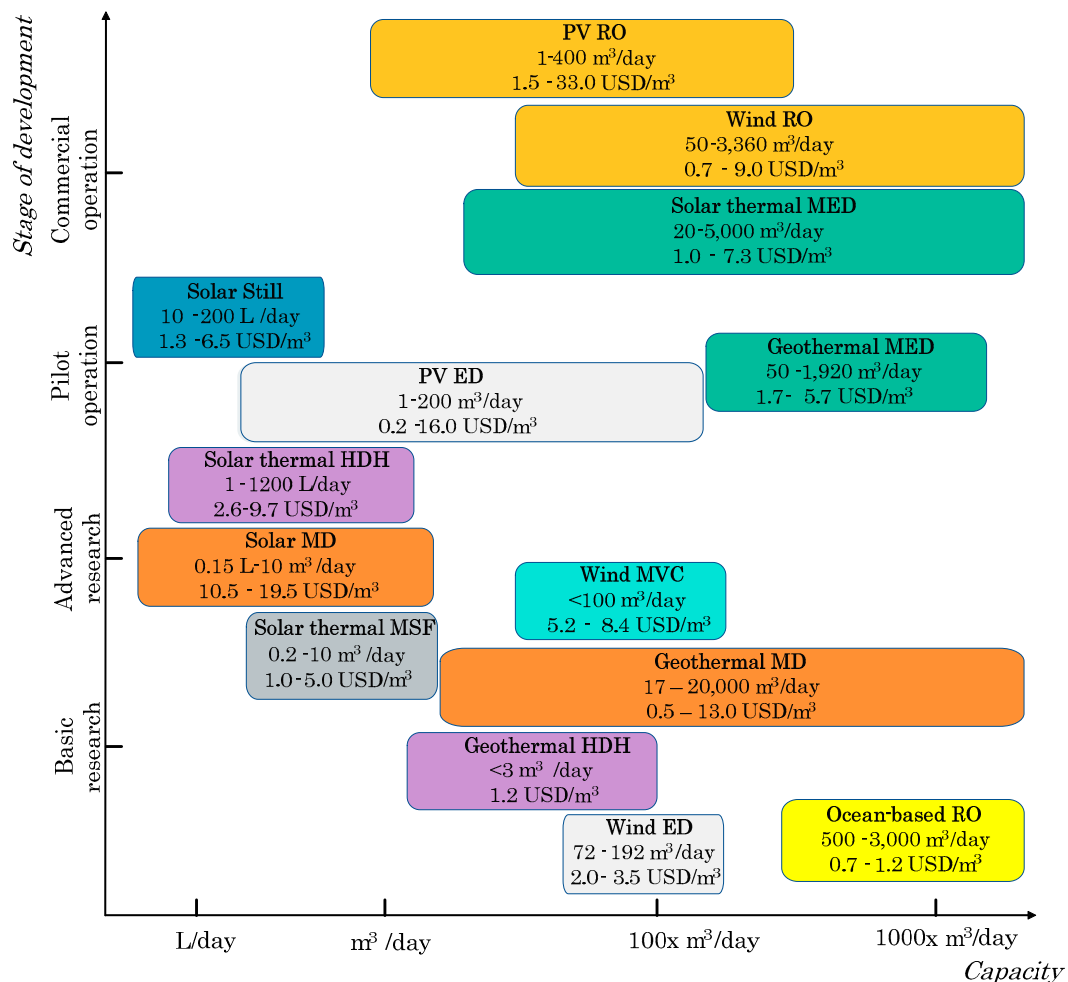 Stage of development
Commercial
operation
Pilot
operation
Advanced
research
Basic
research
PV RO
1-400 m³/day
1.5 -33.0 USD/m³
Wind RO
50-3,360 m³/day
0.7 - 9.0 USD/m³
Solar thermal MED
20-5,000 m³/day
1.0 - 7.3 USD/m³
Solar Still
10 -200 L /day
1.3 -6.5 USD/m³
Geothermal MED
50 -1,920 m³/day
1.7- 5.7 USD/m³
PV ED
1-200 m³/day
0.2 -16.0 USD/m³
Solar thermal HDH
1 -1200 L/day
2.6-9.7 USD/m³
Solar MD
0.15 L-10 m³/day
10.5 - 19.5 USD/m³
Wind MVC
<100 m³/day
5.2 - 8.4 USD/m³
Solar thermal MSF
0.2 -10 m³ /day
1.0-5.0 USD/m³
Geothermal MD
17 – 20,000 m³/day
0.5 – 13.0 USD/m³
Geothermal HDH
<3 m³ /day
1.2 USD/m³
Wind ED
72 - 192 m³/day
2.0- 3.5 USD/m³
Ocean-based RO
500 -3,000 m³/day
0.7 - 1.2 USD/m³
L/day
m³ /day
100x m³/day
1000x m³/day
Capacity